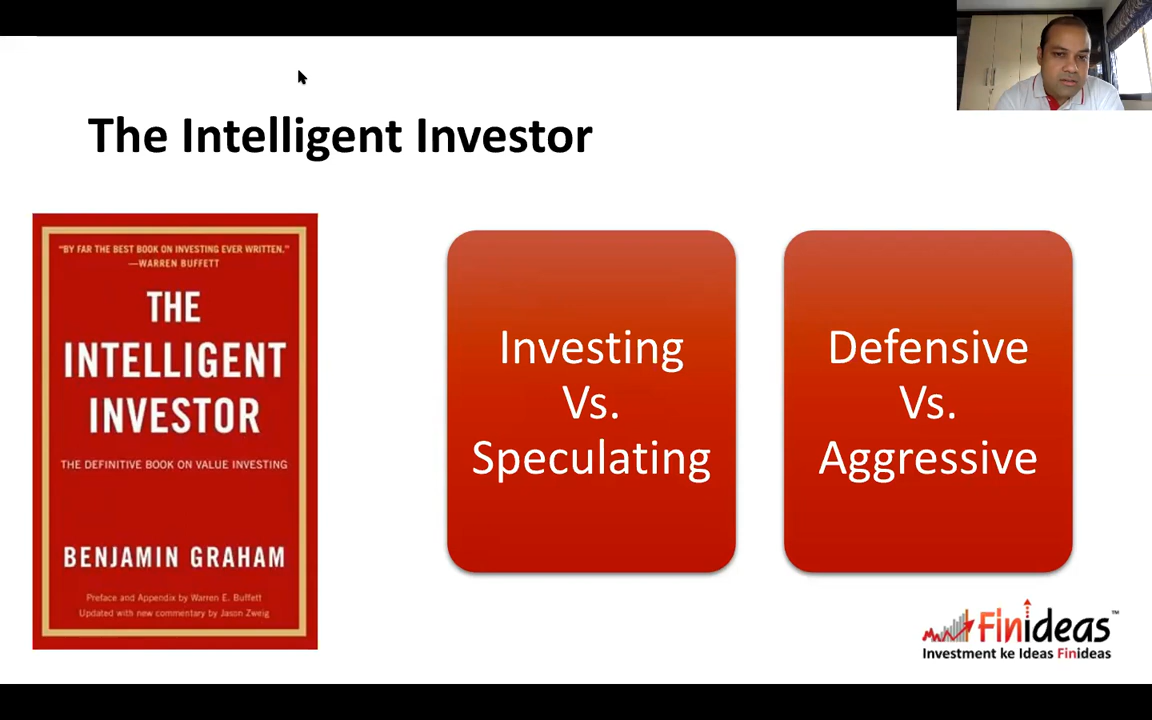 The Intelligent Investor
“BY FAR THE BEST BOOK ON INVESTING EVER WRITTEN.”
—WARREN BUFFETT
THE
INTELLIGENT
INVESTOR
THE DEFINITIVE BOOK ON VALUE INVESTING
BENJAMIN GRAHAM
Preface and Appendix by Warren E. Buffett
Updated with new commentary by Jason Zweig
Investing
Vs.
Speculating
Defensive
Vs.
Aggressive
Finideas™
Investment ke Ideas Finideas